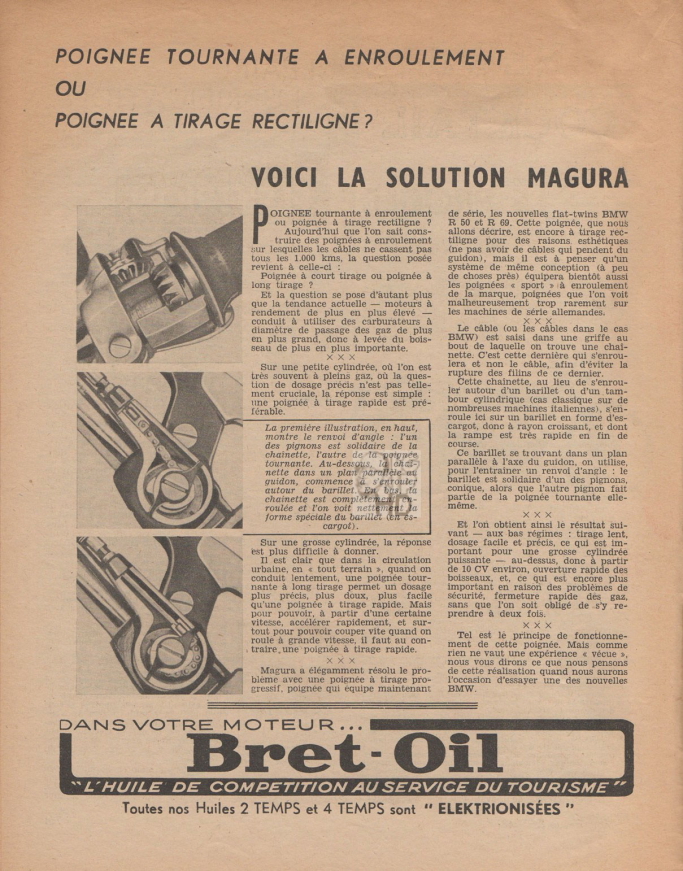 POIGNEE TOURNANTE A ENROULEMENT
OU
POIGNEE A TIRAGE RECTILIGNE ?
VOICI LA SOLUTION MAGURA
POIGNEE tournante à enroulement
ou poignée à tirage rectiligne ?
Aujourd'hui que l'on sait cons-
truire des poignées à enroulement
sur lesquelles les câbles ne cassent pas
tous les 1.000 kms, la question posée
revient à celle-ci :
Poignée à court tirage ou poignée à
long tirage ?
Et la question se pose d'autant plus
que la tendance actuelle — moteurs à
rendement de plus en plus élevé —
conduit à utiliser des carburateurs à
diamètre de passage des gaz de plus
en plus grand, donc à levée du bois-
seau de plus en plus importante.
× × ×
Sur une petite cylindrée, où l'on est
très souvent à pleins gaz, où la ques-
tion de dosage précis n'est pas telle-
ment cruciale, la réponse est simple :
une poignée à tirage rapide est pré-
férable.
La première illustration, en haut,
montre le renvoi d'angle : l'un
des pignons est solidaire de la
chaînette, l'autre de la poignée
tournante. Au-dessous, la chaî-
nette dans un plan parallèle au
guidon, commence à s'enrouler
autour du barillet. En bas, la
chaînette est complètement en-
roulée et l'on voit nettement la
forme spéciale du barillet (en es-
cargot).
Sur une grosse cylindrée, la réponse
est plus difficile à donner.
Il est clair que dans la circulation
urbaine, en « tout terrain », quand on
conduit lentement, une poignée tour-
nante à long tirage permet un dosage
plus précis, plus doux, plus facile
qu'une poignée à tirage rapide. Mais
pour pouvoir, à partir d'une certaine
vitesse, accélérer rapidement, et sur-
tout pour pouvoir couper vite quand on
roule à grande vitesse, il faut au con-
traire, une poignée à tirage rapide.
× × ×
Magura a élégamment résolu le pro-
blème avec une poignée à tirage pro-
gressif, poignée qui équipe maintenant
de série, les nouvelles flat-twins BMW
R 50 et R 69. Cette poignée, que nous
allons décrire, est encore à tirage rec-
tiligne pour des raisons esthétiques
(ne pas avoir de câbles qui pendent du
guidon), mais il est à penser qu'un
système de même conception (à peu
de choses près) équipera bientôt aussi
les poignées « sport » à enroulement
de la marque, poignées que l'on voit
malheureusement trop rarement sur
les machines de série allemandes.
× × ×
Le câble (ou les câbles dans le cas
BMW) est saisi dans une griffe au
bout de laquelle on trouve une chaî-
nette. C'est cette dernière qui s'enrou-
lera et non le câble, afin d'éviter la
rupture des filins de ce dernier.
Cette chaînette, au lieu de s'enrou-
ler autour d'un barillet ou d'un tam-
bour cylindrique (cas classique sur de
nombreuses machines italiennes), s'en-
roule ici sur un barillet en forme d'es-
cargot, donc à rayon croissant, et dont
la rampe est très rapide en fin de
course.
Ce barillet se trouvant dans un plan
parallèle à l'axe du guidon, on utilise,
pour l'entraîner un renvoi d'angle : le
barillet est solidaire d'un des pignons,
conique, alors que l'autre pignon fait
partie de la poignée tournante elle-
même.
× × ×
Et l'on obtient ainsi le résultat sui-
vant — aux bas régimes : tirage lent,
dosage facile et précis, ce qui est im-
portant pour une grosse cylindrée
puissante — au-dessus, donc à partir
de 10 CV environ, ouverture rapide des
boisseaux, et, ce qui est encore plus
important en raison des problèmes de
sécurité, fermeture rapide des gaz,
sans que l'on soit obligé de s'y re-
prendre à deux fois.
× × ×
Tel est le principe de fonctionne-
ment de cette poignée. Mais comme
rien ne vaut une expérience « vécue »,
nous vous dirons ce que nous pensons
de cette réalisation quand nous aurons
l'occasion d'essayer une des nouvelles
BMW.
DANS VOTRE MOTEUR...
Bret-Oil
"L'HUILE DE COMPETITION AU SERVICE DU TOURISME"
Toutes nos Huiles 2 TEMPS et 4 TEMPS sont " ELEKTRIONISÉES "